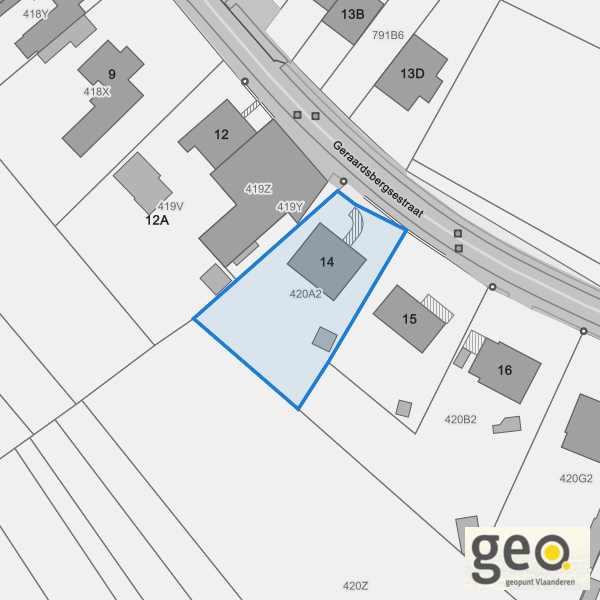 418Y
13B
791B6
9
13D
418X
12
Geraardsbergsestraat
419Z
419V
419Y
12A
14
420A2
15
16
420B2
420G2
geo
geopunt Vlaanderen
420Z